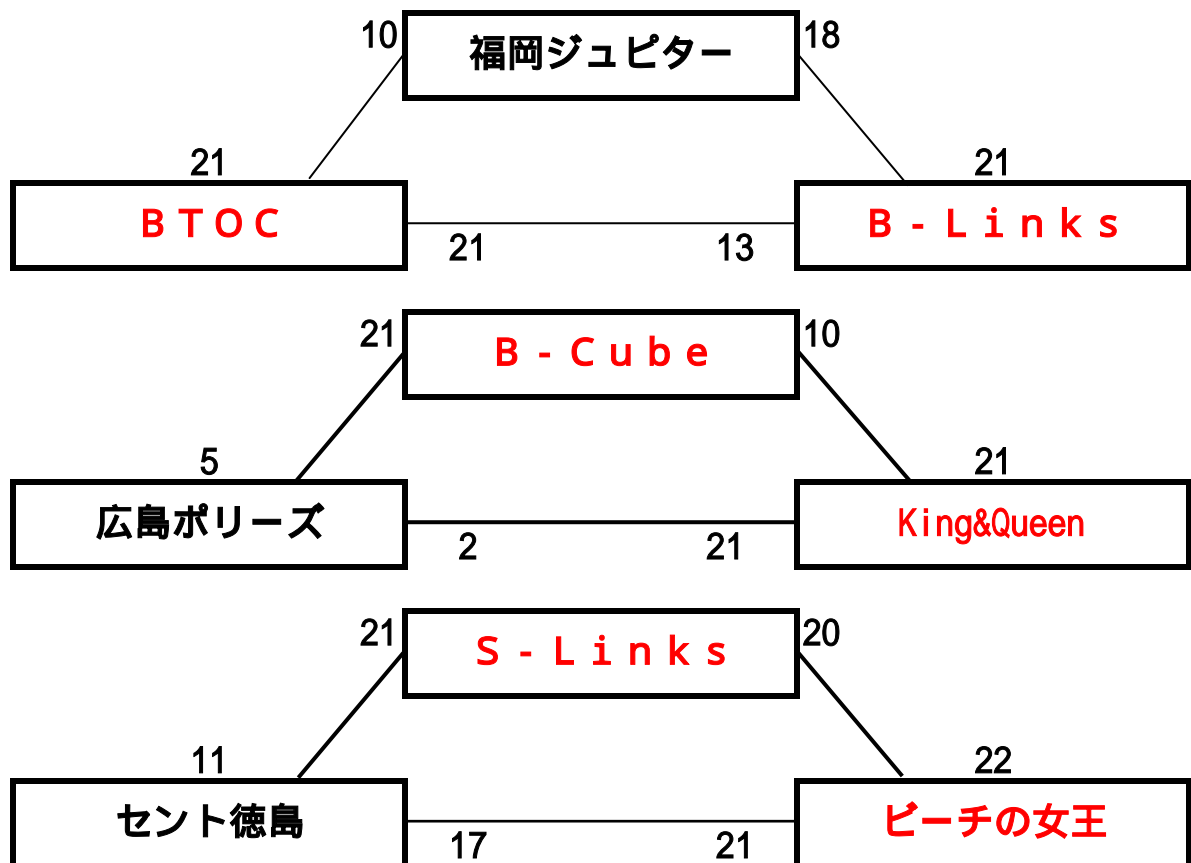 10 福岡ジュピター 18
21 21
ＢＴＯＣ Ｂ‐Ｌｉｎｋｓ
21 13
21 Ｂ‐Ｃｕｂｅ 10
5 21
広島ポリーズ King&Queen
2 21
21 Ｓ‐Ｌｉｎｋｓ 20
11 22
セント徳島 ビーチの女王
17 21